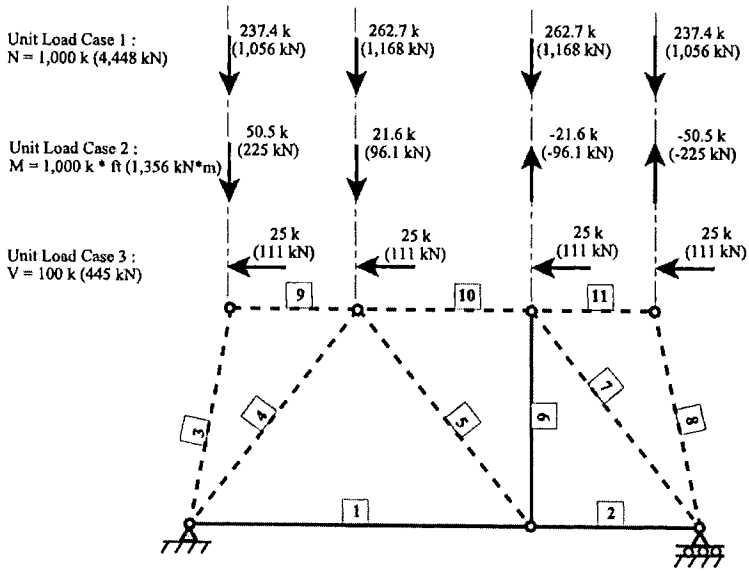 Unit Load Case 1 :
N = 1,000 k (4,448 kN)
237.4 k
(1,056 kN)
262.7 k
(1,168 kN)
262.7 k
(1,168 kN)
237.4 k
(1,056 kN)
Unit Load Case 2 :
M = 1,000 k * ft (1,356 kN*m)
50.5 k
(225 kN)
21.6 k
(96.1 kN)
-21.6 k
(-96.1 kN)
-50.5 k
(-225 kN)
Unit Load Case 3 :
V = 100 k (445 kN)
25 k
(111 kN)
25 k
(111 kN)
25 k
(111 kN)
25 k
(111 kN)
9
10
11
3
4
5
6
7
8
1
2